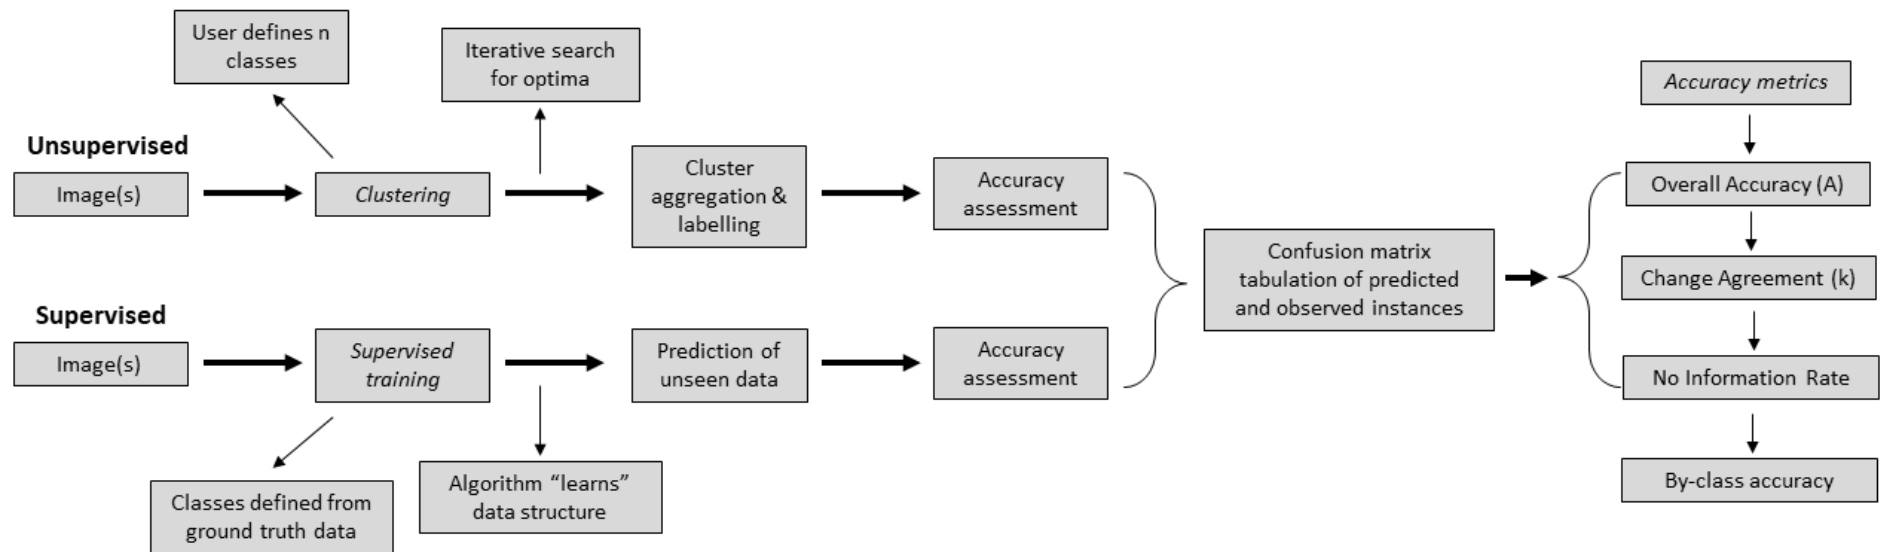 User defines n
classes
Iterative search
for optima
Unsupervised
Image(s)
Clustering
Cluster
aggregation &
labelling
Accuracy
assessment
Supervised
Image(s)
Supervised
training
Prediction of
unseen data
Accuracy
assessment
Classes defined from
ground truth data
Algorithm “learns”
data structure
Confusion matrix
tabulation of predicted
and observed instances
Accuracy metrics
Overall Accuracy (A)
Change Agreement (k)
No Information Rate
By-class accuracy